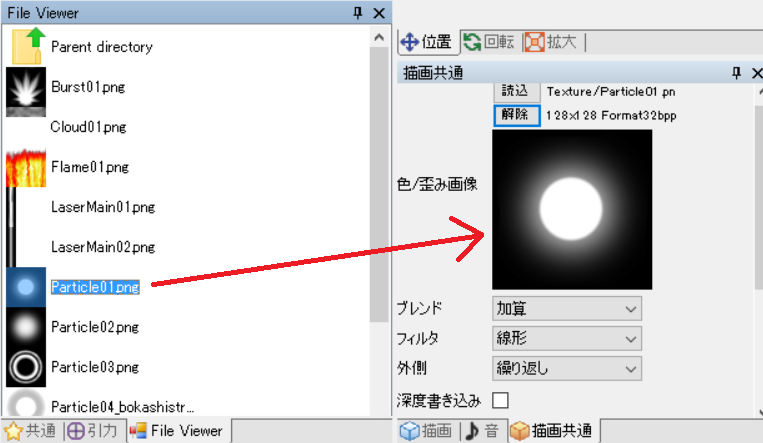 File Viewer
Parent directory
Burst01.png
Cloud01.png
Flame01.png
LaserMain01.png
LaserMain02.png
Particle01.png
Particle02.png
Particle03.png
Particle04_bokashistr...
共通
引力
File Viewer
位置
回転
拡大
描画共通
読込
Texture/Particle01 pn
解除
128x128 Format32bpp
色/歪み画像
ブレンド
加算
フィルタ
線形
外側
繰り返し
深度書き込み
描画
音
描画共通